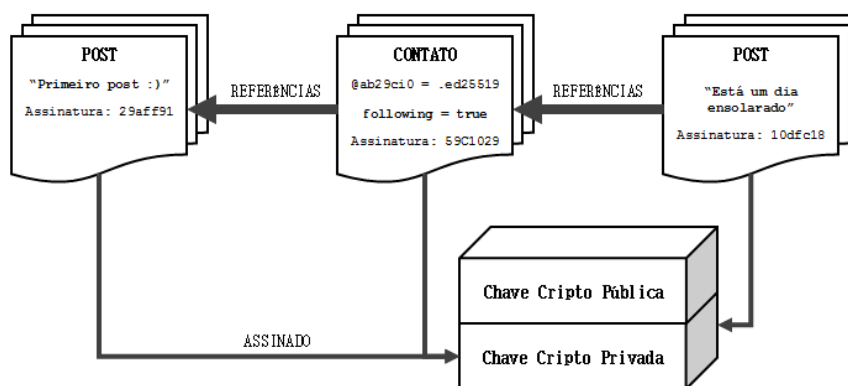 POST
“Primeiro post :)”
Assinatura: 29aff91
REFERÊNCIAS
CONTATO
@ab29ci0 = .ed25519
following = true
Assinatura: 59C1029
REFERÊNCIAS
POST
“Está um dia
ensolarado”
Assinatura: 10dfc18
Chave Cripto Pública
ASSINADO
Chave Cripto Privada